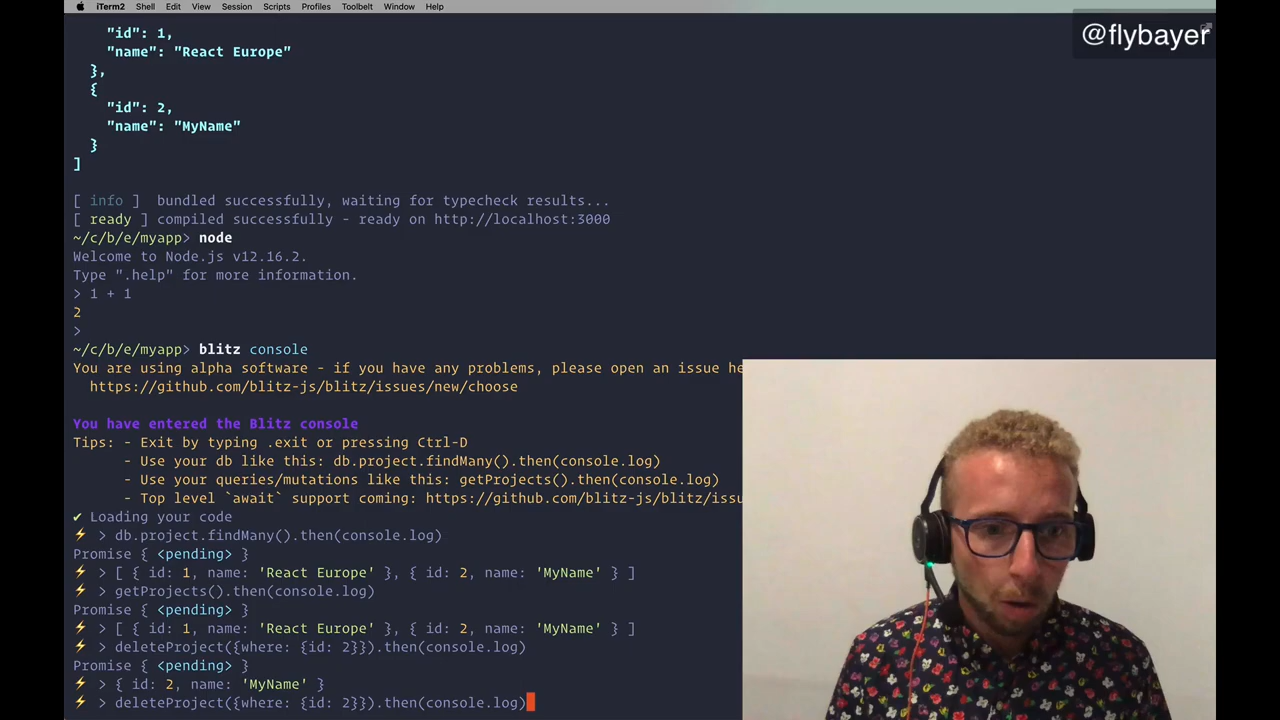 iTerm2 Shell Edit View Session Scripts Profiles Toolbelt Window Help
@flybayer
"id": 1,
"name": "React Europe"
},
{
"id": 2,
"name": "MyName"
}
]
[ info ] bundled successfully, waiting for typecheck results...
[ ready ] compiled successfully - ready on http://localhost:3000
~/c/b/e/myapp> node
Welcome to Node.js v12.16.2.
Type ".help" for more information.
> 1 + 1
2
>
~/c/b/e/myapp> blitz console
You are using alpha software - if you have any problems, please open an issue he
https://github.com/blitz-js/blitz/issues/new/choose
You have entered the Blitz console
Tips: - Exit by typing .exit or pressing Ctrl-D
- Use your db like this: db.project.findMany().then(console.log)
- Use your queries/mutations like this: getProjects().then(console.log)
- Top level `await` support coming: https://github.com/blitz-js/blitz/issu
✔ Loading your code
⚡ > db.project.findMany().then(console.log)
Promise { <pending> }
⚡ > [ { id: 1, name: 'React Europe' }, { id: 2, name: 'MyName' } ]
⚡ > getProjects().then(console.log)
Promise { <pending> }
⚡ > [ { id: 1, name: 'React Europe' }, { id: 2, name: 'MyName' } ]
⚡ > deleteProject({where: {id: 2}}).then(console.log)
Promise { <pending> }
⚡ > { id: 2, name: 'MyName' }
⚡ > deleteProject({where: {id: 2}}).then(console.log)